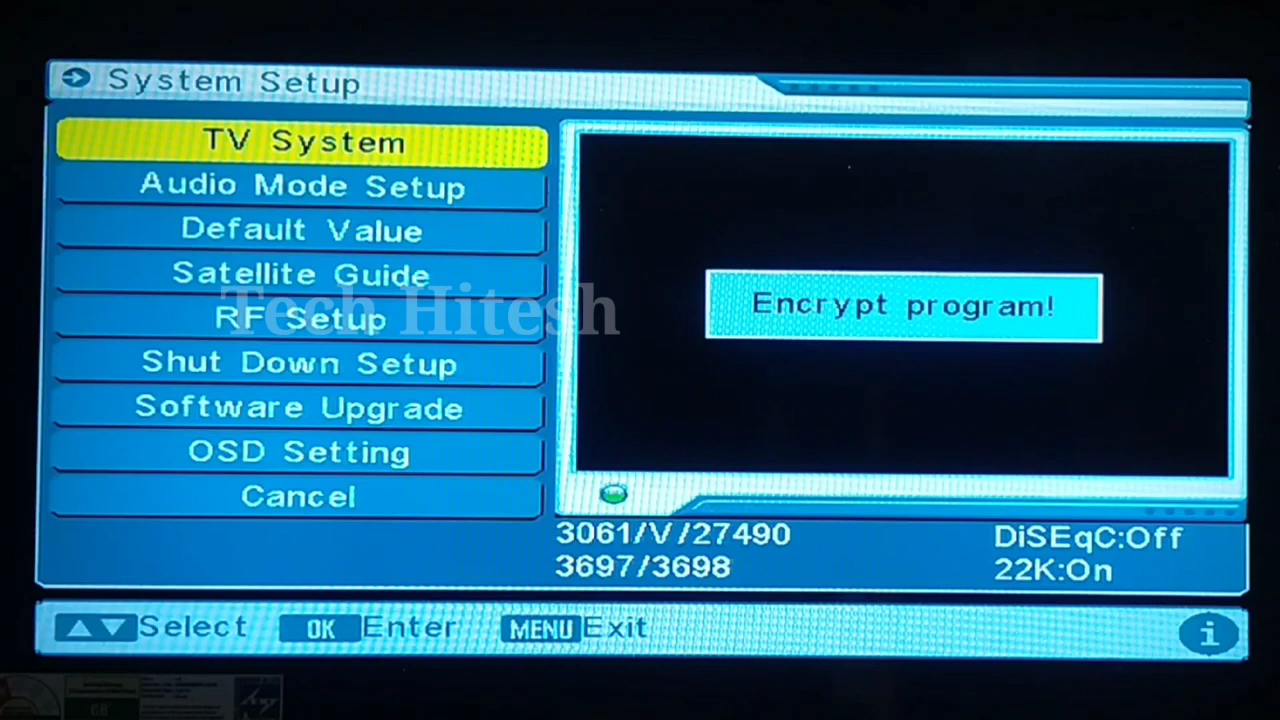 System Setup
TV System
Audio Mode Setup
Default Value
Satellite Guide
RF Setup
Shut Down Setup
Software Upgrade
OSD Setting
Cancel
Tech Hitesh
Encrypt program!
3061/V/27490
3697/3698
DiSEqC:Off
22K:On
Select OK Enter MENU Exit